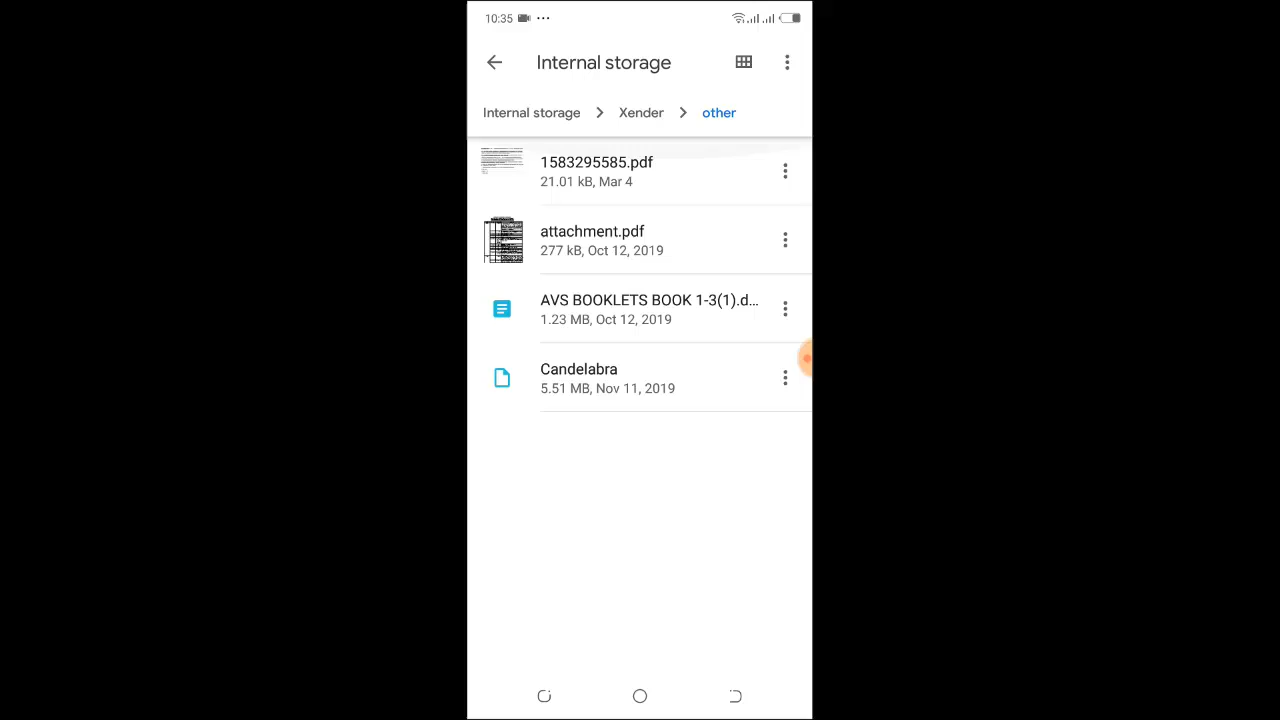 10:35
Internal storage
Internal storage > Xender > other
1583295585.pdf
21.01 kB, Mar 4
attachment.pdf
277 kB, Oct 12, 2019
AVS BOOKLETS BOOK 1-3(1).d...
1.23 MB, Oct 12, 2019
Candelabra
5.51 MB, Nov 11, 2019